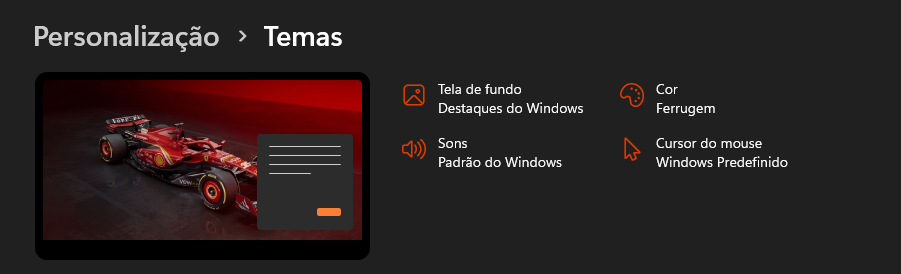 Personalização > Temas
Tela de fundo
Destaques do Windows
Cor
Ferrugem
Sons
Padrão do Windows
Cursor do mouse
Windows Predefinido